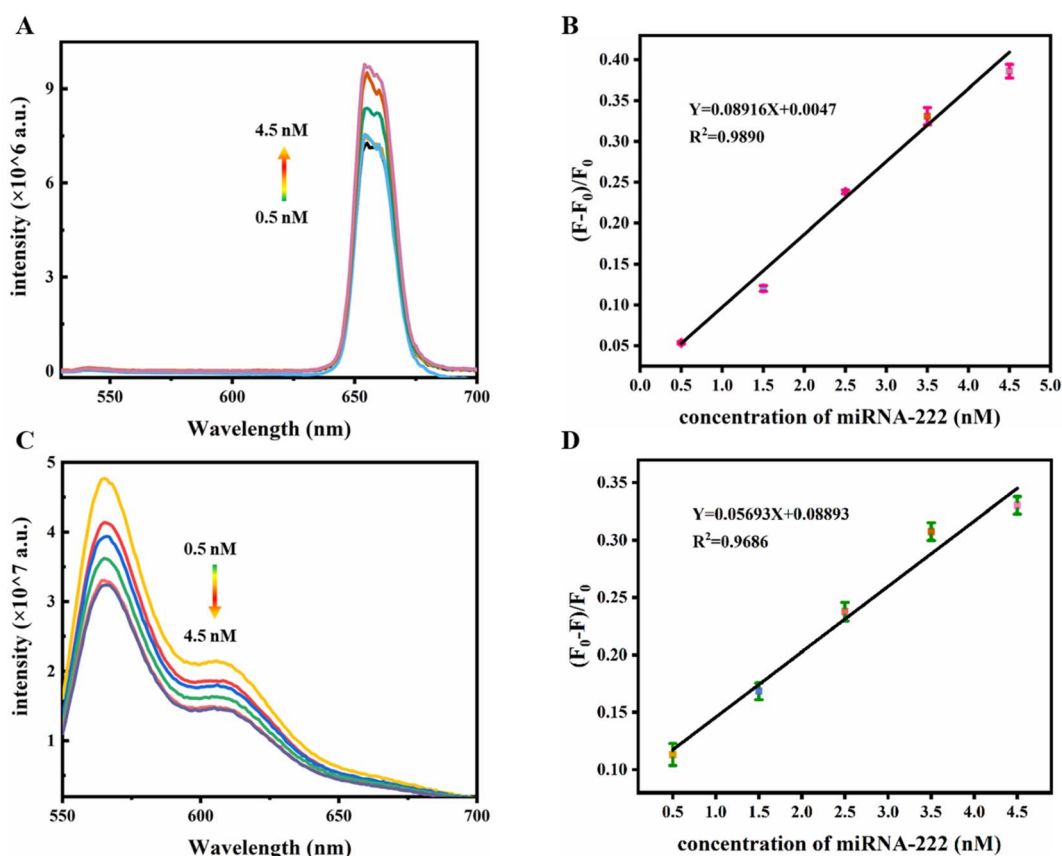 A
intensity (×10^6 a.u.)
9
6
3
0
4.5 nM
0.5 nM
550
600
650
700
Wavelength (nm)
B
(F-F₀)/F₀
0.40
0.35
0.30
0.25
0.20
0.15
0.10
0.05
Y=0.08916X+0.0047
R²=0.9890
0.0 0.5 1.0 1.5 2.0 2.5 3.0 3.5 4.0 4.5 5.0
concentration of miRNA-222 (nM)
C
intensity (×10^7 a.u.)
5
4
3
2
1
0.5 nM
4.5 nM
550
600
650
700
Wavelength (nm)
D
(F₀-F)/F₀
0.35
0.30
0.25
0.20
0.15
0.10
Y=0.05693X+0.08893
R²=0.9686
0.5 1.0 1.5 2.0 2.5 3.0 3.5 4.0 4.5
concentration of miRNA-222 (nM)